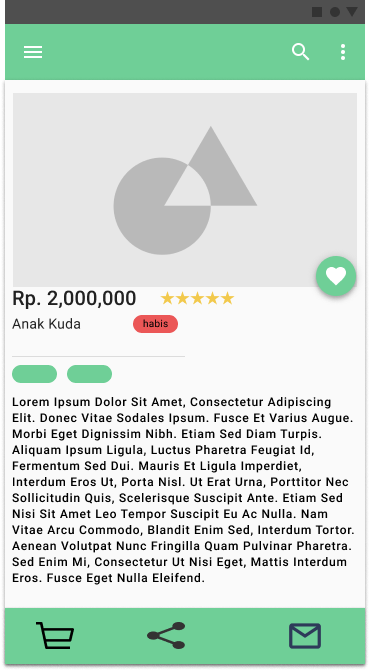 Rp. 2,000,000
Anak Kuda
habis
Lorem Ipsum Dolor Sit Amet, Consectetur Adipiscing
Elit. Donec Vitae Sodales Ipsum. Fusce Et Varius Augue.
Morbi Eget Dignissim Nibh. Etiam Sed Diam Turpis.
Aliquam Ipsum Ligula, Luctus Pharetra Feugiat Id,
Fermentum Sed Dui. Mauris Et Ligula Imperdiet,
Interdum Eros Ut, Porta Nisl. Ut Erat Urna, Porttitor Nec
Sollicitudin Quis, Scelerisque Suscipit Ante. Etiam Sed
Nisi Sit Amet Leo Tempor Suscipit Eu Ac Nulla. Nam
Vitae Arcu Commodo, Blandit Enim Sed, Interdum Tortor.
Aenean Volutpat Nunc Fringilla Quam Pulvinar Pharetra.
Sed Enim Mi, Consectetur Ut Nisi Eget, Mattis Interdum
Eros. Fusce Eget Nulla Eleifend.